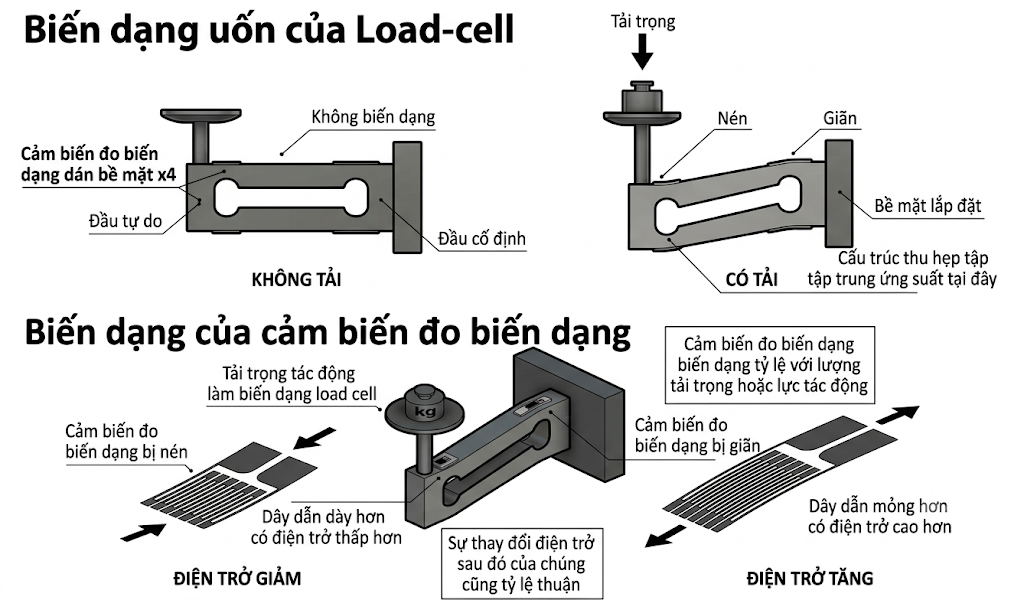 Biến dạng uốn của Load-cell
Tải trọng
Không biến dạng
Cảm biến đo biến
dạng dán bề mặt x4
Đầu tự do
Đầu cố định
KHÔNG TẢI
Nén
Giãn
Bề mặt lắp đặt
Cấu trúc thu hẹp tập
tập trung ứng suất tại đây
CÓ TẢI
Biến dạng của cảm biến đo biến dạng
Tải trọng tác động
làm biến dạng load cell
kg
Cảm biến đo biến dạng
biến dạng tỷ lệ với lượng
tải trọng hoặc lực tác động
Cảm biến đo
biến dạng bị nén
Cảm biến đo
biến dạng bị giãn
Dây dẫn dày hơn
có điện trở thấp hơn
Dây dẫn mỏng hơn
có điện trở cao hơn
Sự thay đổi điện trở
sau đó của chúng
cũng tỷ lệ thuận
ĐIỆN TRỞ GIẢM
ĐIỆN TRỞ TĂNG